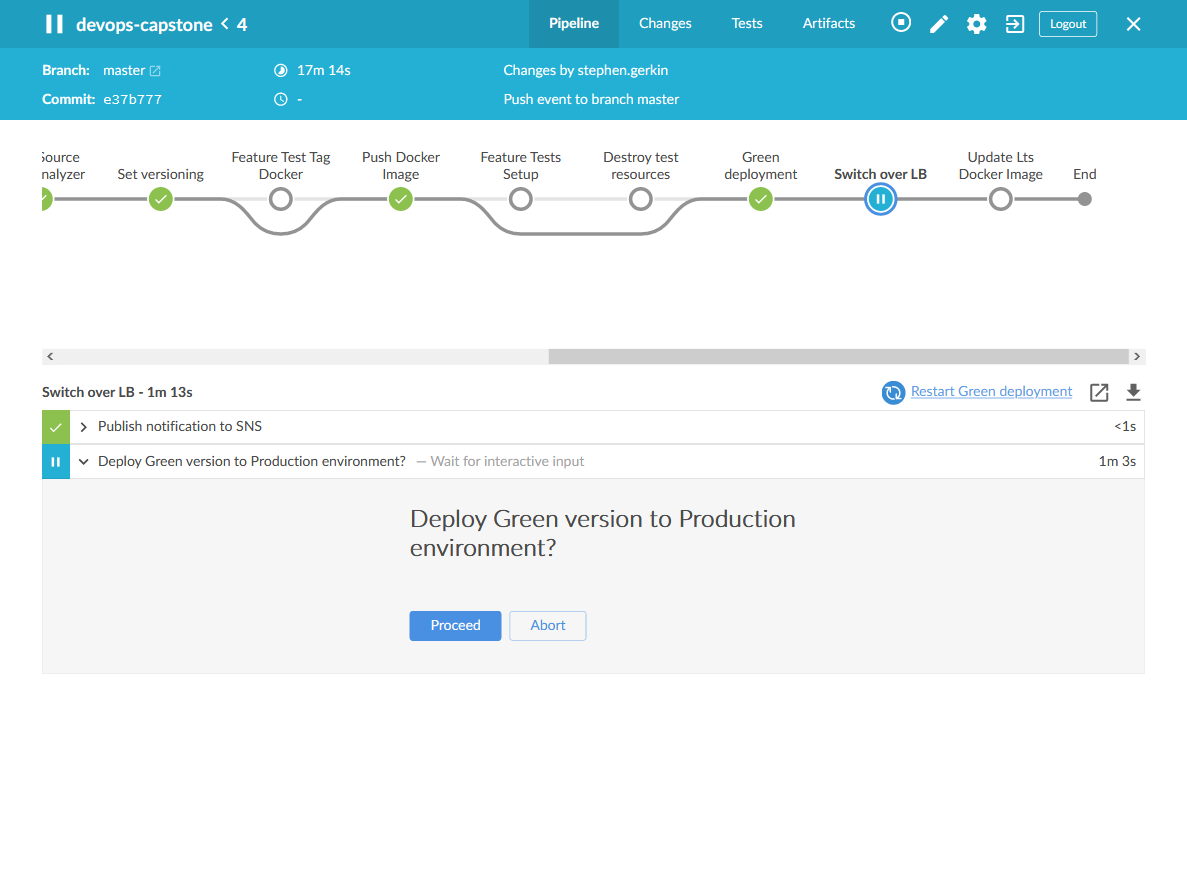 devops-capstone < 4
Pipeline
Changes
Tests
Artifacts
Logout
Branch: master
17m 14s
Changes by stephen.gerkin
Commit: e37b777
-
Push event to branch master
Source
nalyzer
Set versioning
Feature Test Tag
Docker
Push Docker
Image
Feature Tests
Setup
Destroy test
resources
Green
deployment
Switch over LB
Update Lts
Docker Image
End
Switch over LB - 1m 13s
Restart Green deployment
Publish notification to SNS
<1s
Deploy Green version to Production environment? — Wait for interactive input
1m 3s
Deploy Green version to Production
environment?
Proceed
Abort